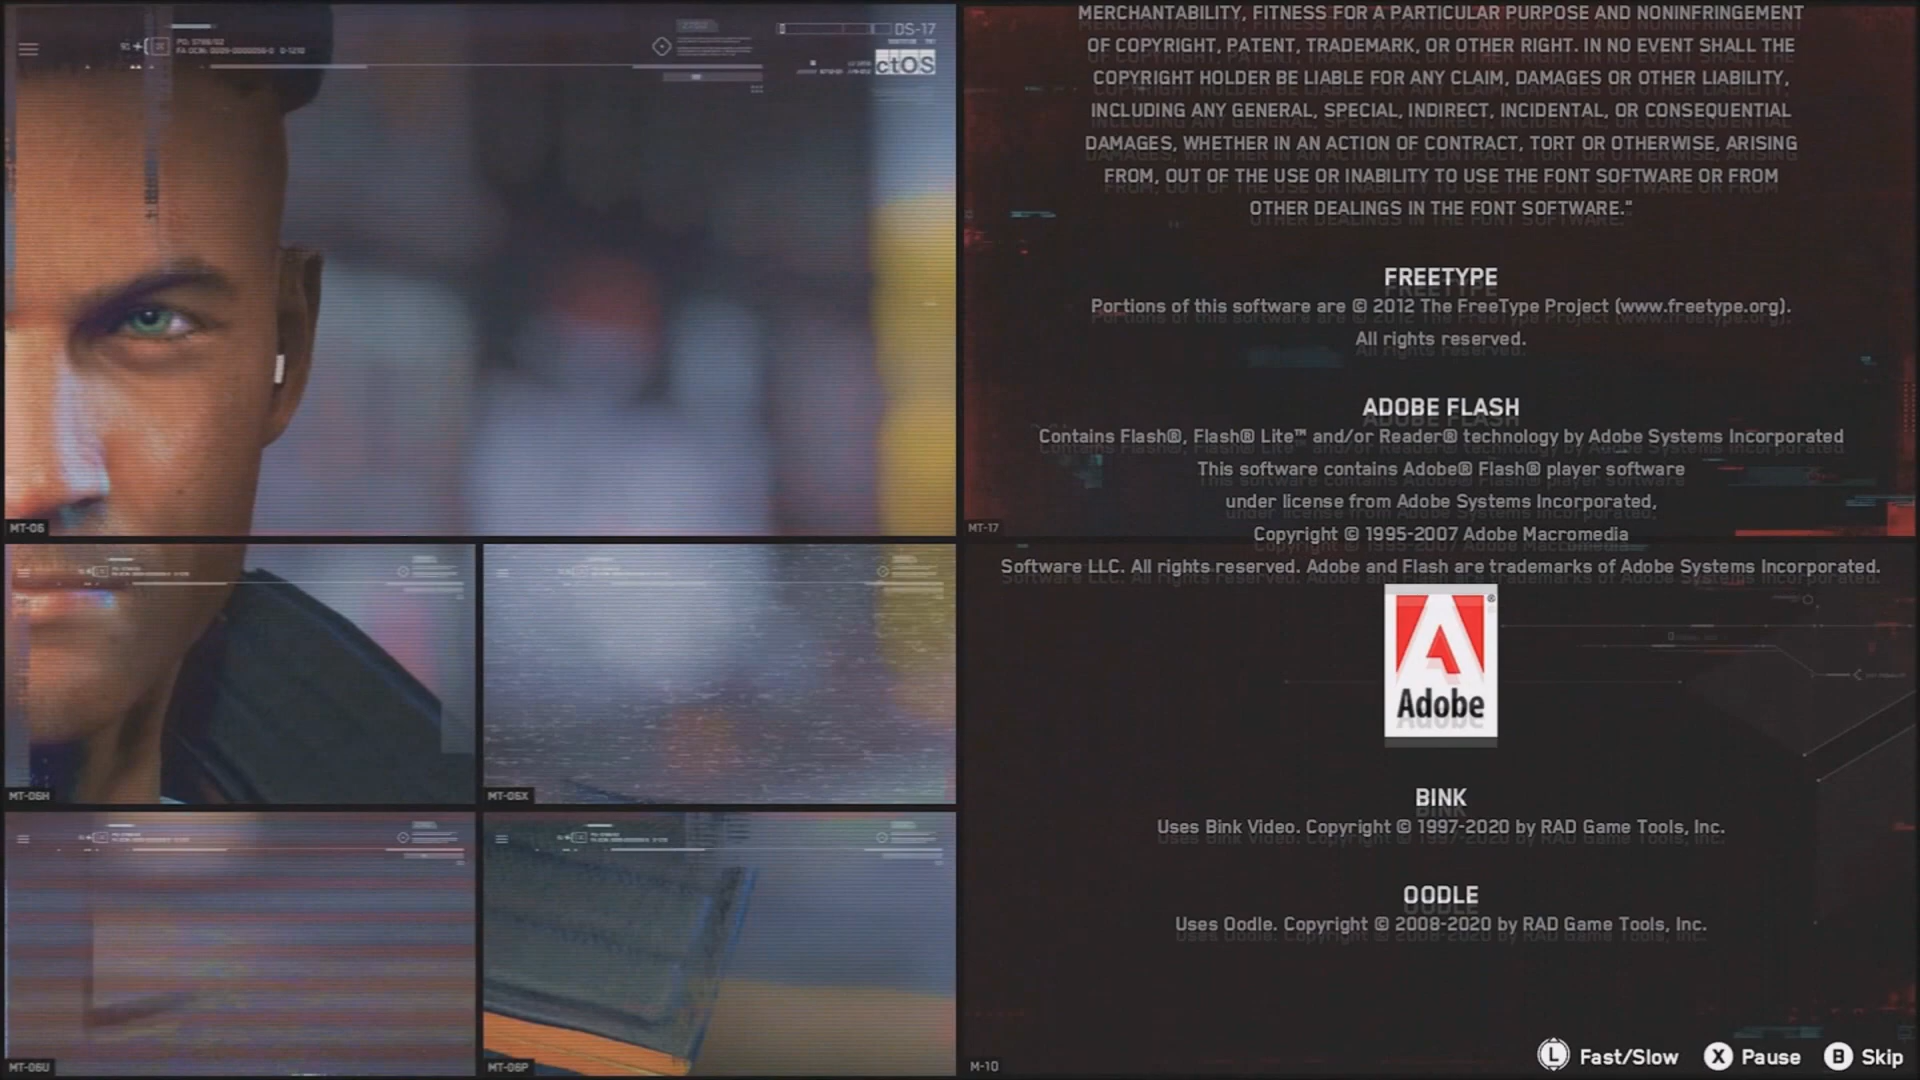 DS-17
ctOS
MT-06
MT-06H
MT-06X
MT-06U
MT-06P
MERCHANTABILITY, FITNESS FOR A PARTICULAR PURPOSE AND NONINFRINGEMENT
OF COPYRIGHT, PATENT, TRADEMARK, OR OTHER RIGHT. IN NO EVENT SHALL THE
COPYRIGHT HOLDER BE LIABLE FOR ANY CLAIM, DAMAGES OR OTHER LIABILITY,
INCLUDING ANY GENERAL, SPECIAL, INDIRECT, INCIDENTAL, OR CONSEQUENTIAL
DAMAGES, WHETHER IN AN ACTION OF CONTRACT, TORT OR OTHERWISE, ARISING
FROM, OUT OF THE USE OR INABILITY TO USE THE FONT SOFTWARE OR FROM
OTHER DEALINGS IN THE FONT SOFTWARE."
FREETYPE
Portions of this software are © 2012 The FreeType Project (www.freetype.org).
All rights reserved.
ADOBE FLASH
Contains Flash®, Flash® Lite™ and/or Reader® technology by Adobe Systems Incorporated
This software contains Adobe® Flash® player software
under license from Adobe Systems Incorporated,
MT-17
Copyright © 1995-2007 Adobe Macromedia
Software LLC. All rights reserved. Adobe and Flash are trademarks of Adobe Systems Incorporated.
Adobe
BINK
Uses Bink Video. Copyright © 1997-2020 by RAD Game Tools, Inc.
OODLE
Uses Oodle. Copyright © 2008-2020 by RAD Game Tools, Inc.
M-10
L Fast/Slow X Pause B Skip